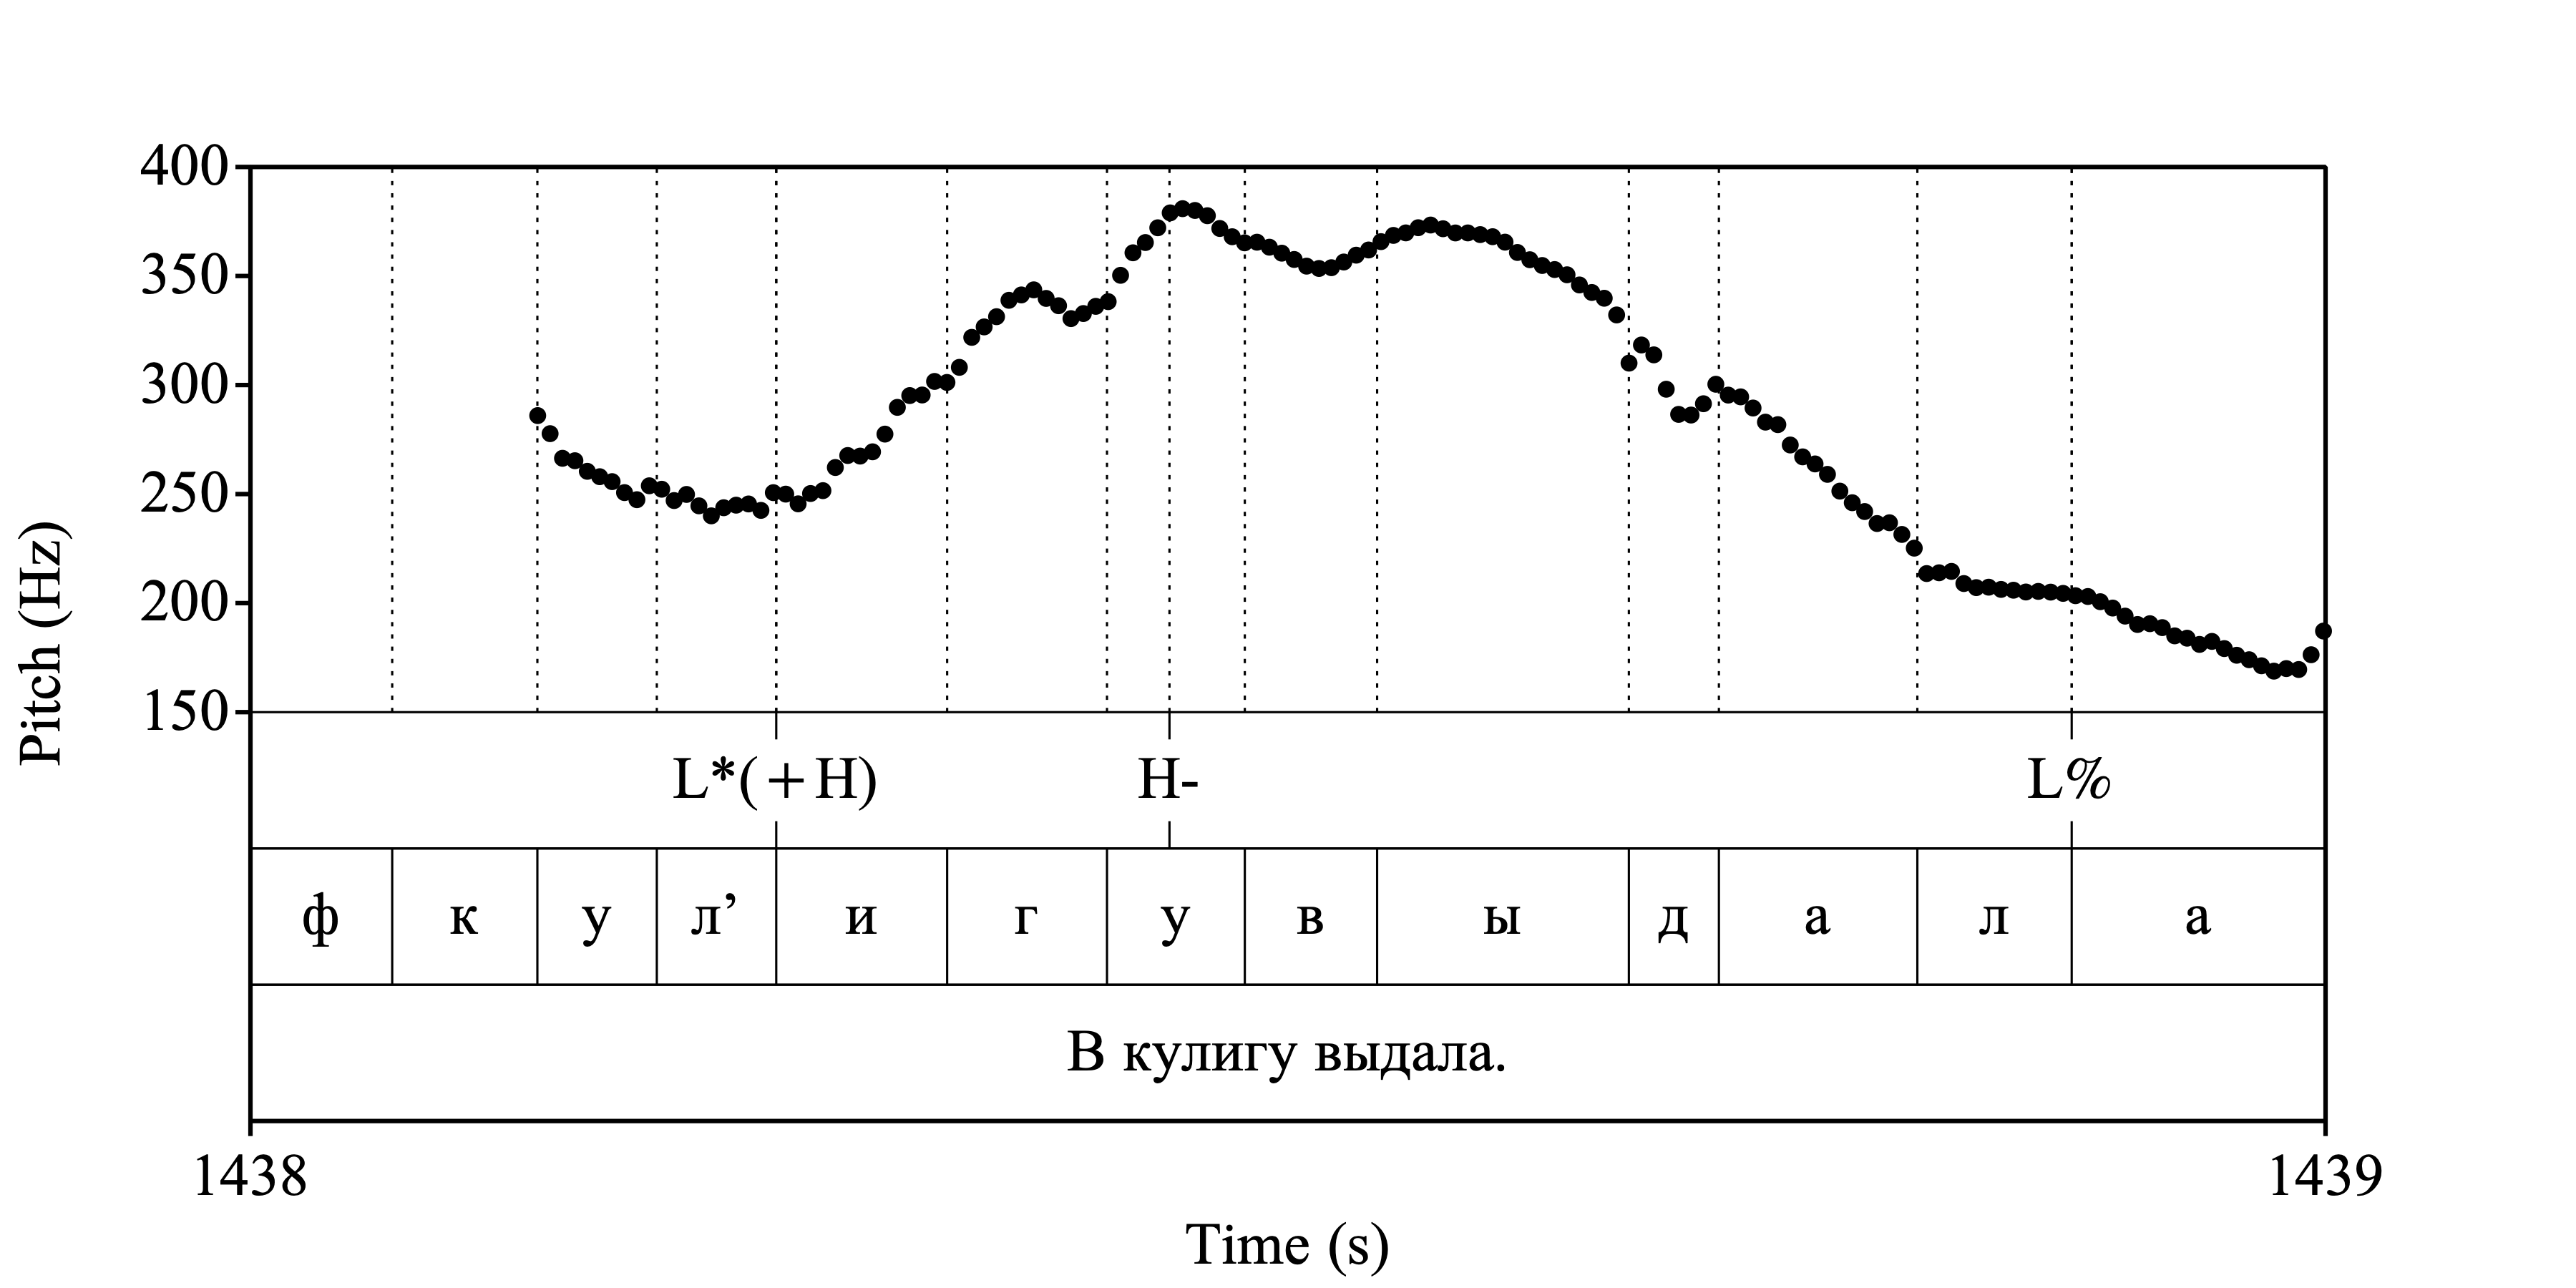 400
350
300
250
200
150
Pitch (Hz)
L*(+H) H- L%
ф к у л’ и г у в ы д а л а
В кулигу выдала.
1438 1439
Time (s)